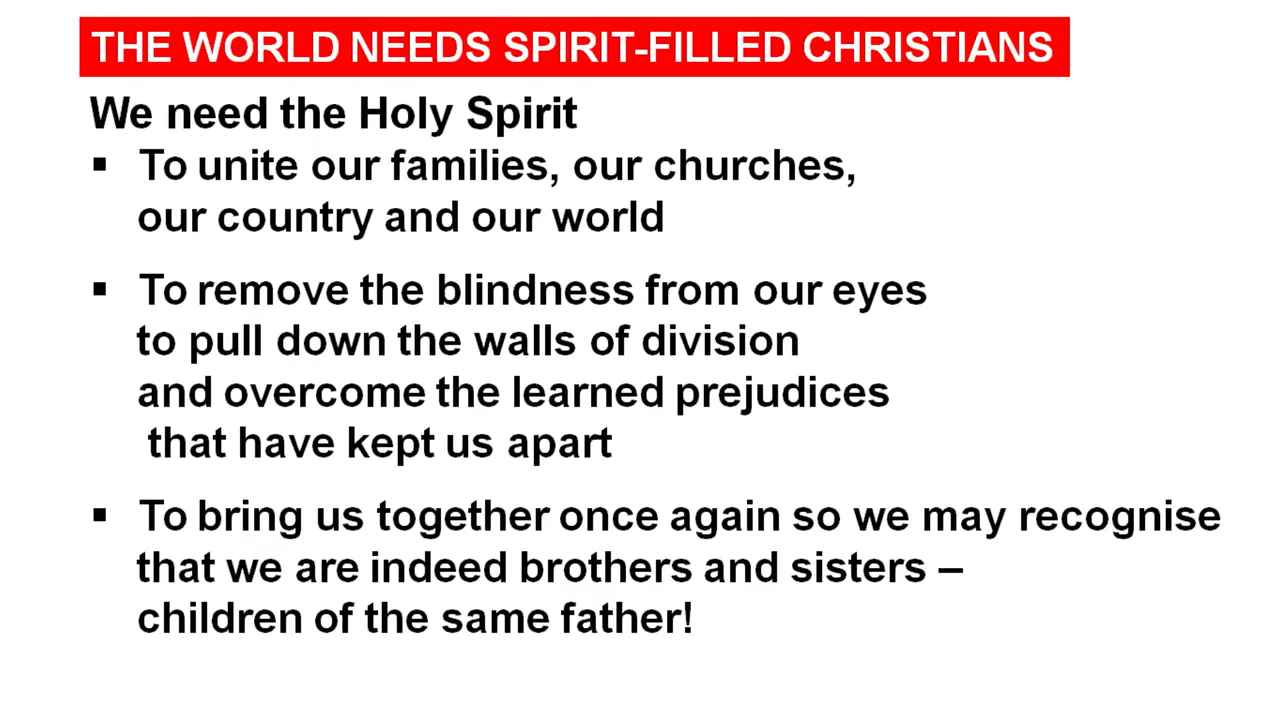 THE WORLD NEEDS SPIRIT-FILLED CHRISTIANS
We need the Holy Spirit
▪ To unite our families, our churches,
our country and our world
▪ To remove the blindness from our eyes
to pull down the walls of division
and overcome the learned prejudices
that have kept us apart
▪ To bring us together once again so we may recognise
that we are indeed brothers and sisters –
children of the same father!